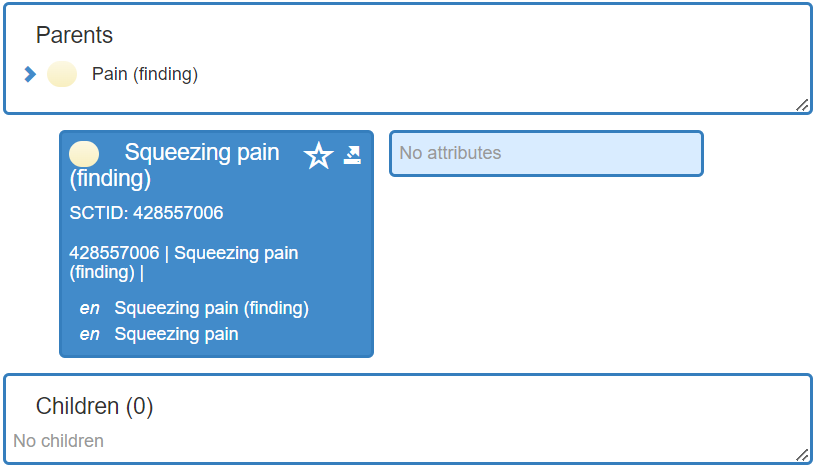 Parents
Pain (finding)
Squeezing pain
(finding)
No attributes
SCTID: 428557006
428557006 | Squeezing pain
(finding) |
en Squeezing pain (finding)
en Squeezing pain
Children (0)
No children